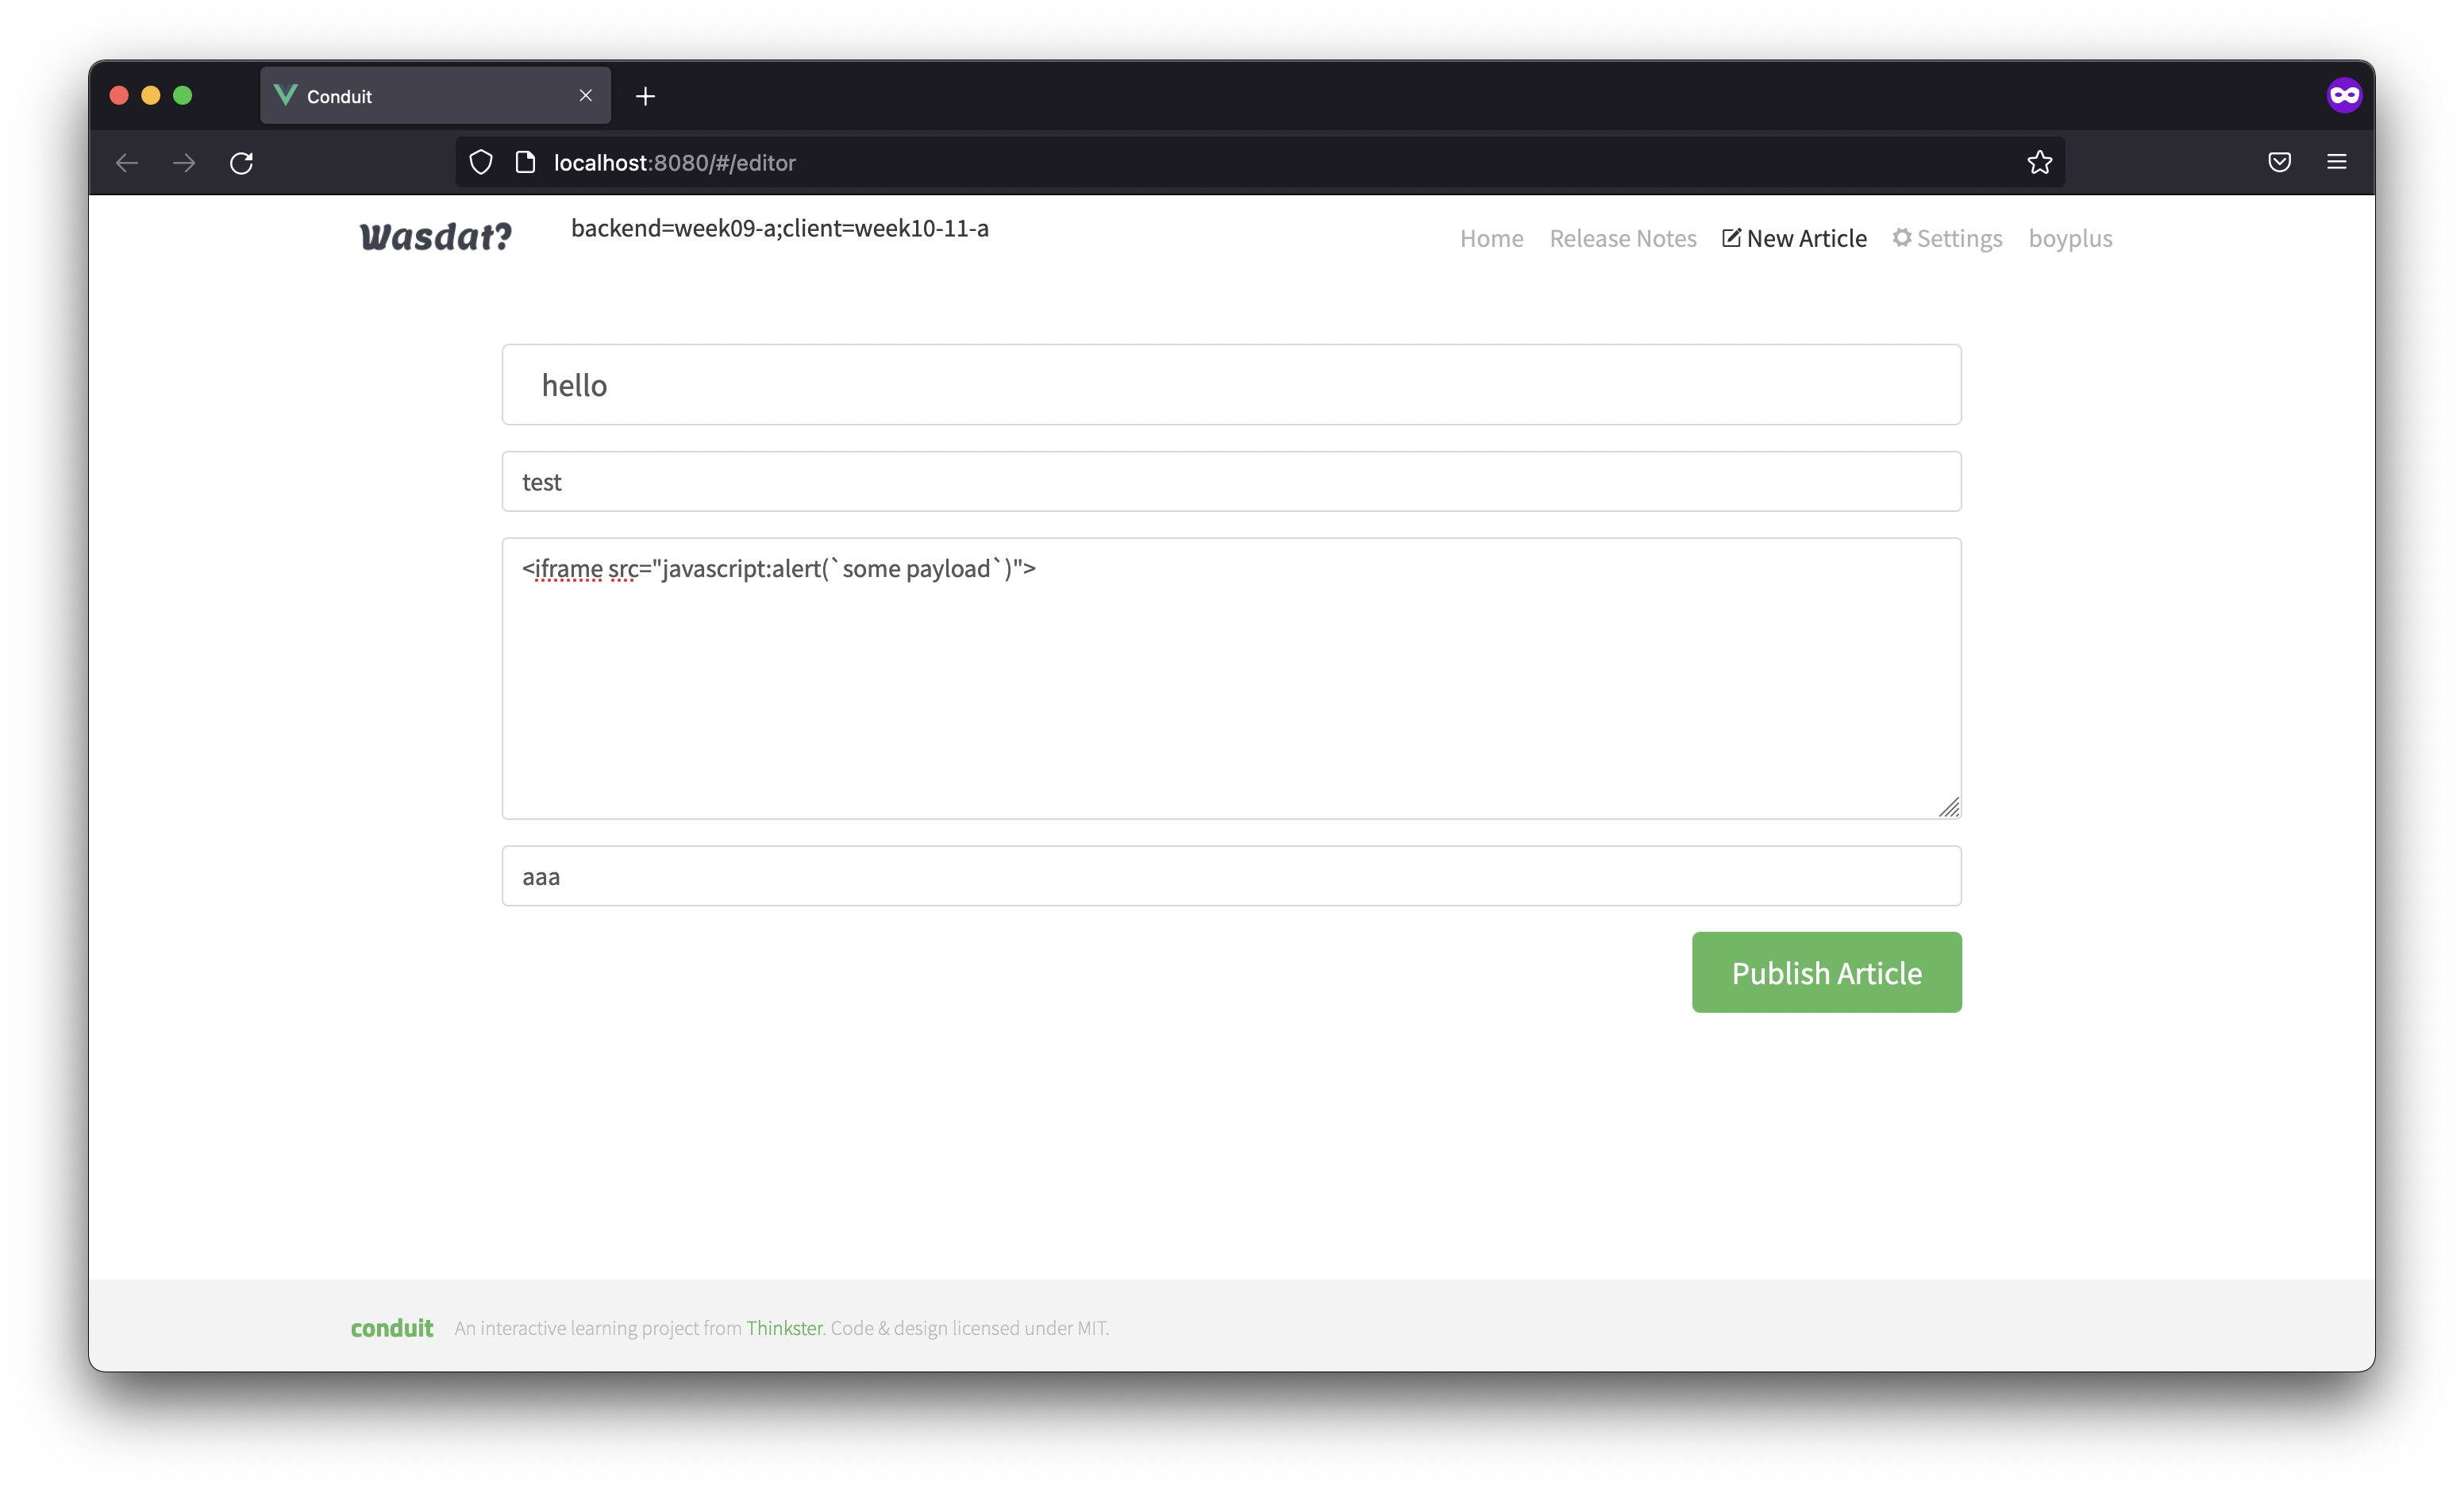 Conduit
localhost:8080/#/editor
Wasdat?
backend=week09-a;client=week10-11-a
Home Release Notes New Article Settings boyplus
hello
test
<iframe src="javascript:alert(`some payload`)">
aaa
Publish Article
conduit An interactive learning project from Thinkster. Code & design licensed under MIT.